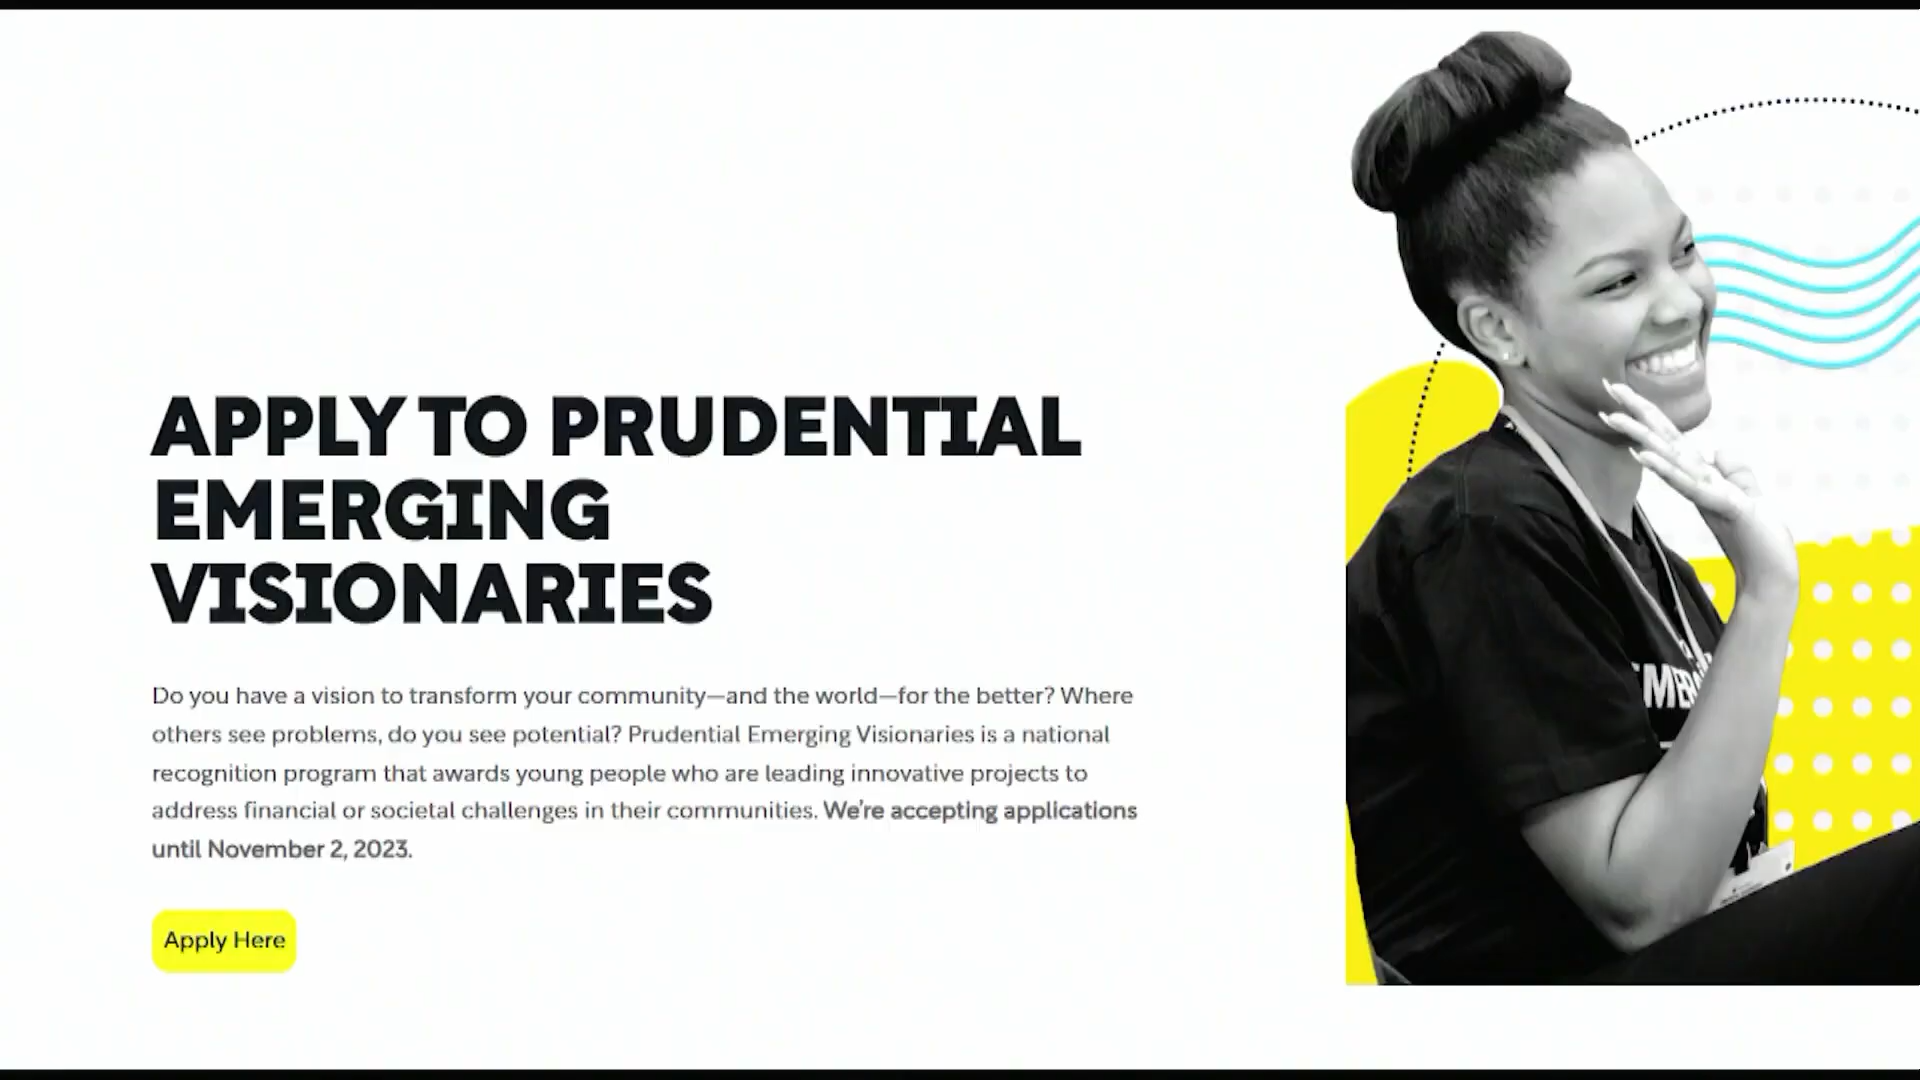 APPLY TO PRUDENTIAL
EMERGING
VISIONARIES
Do you have a vision to transform your community—and the world—for the better? Where
others see problems, do you see potential? Prudential Emerging Visionaries is a national
recognition program that awards young people who are leading innovative projects to
address financial or societal challenges in their communities. We're accepting applications
until November 2, 2023.
Apply Here